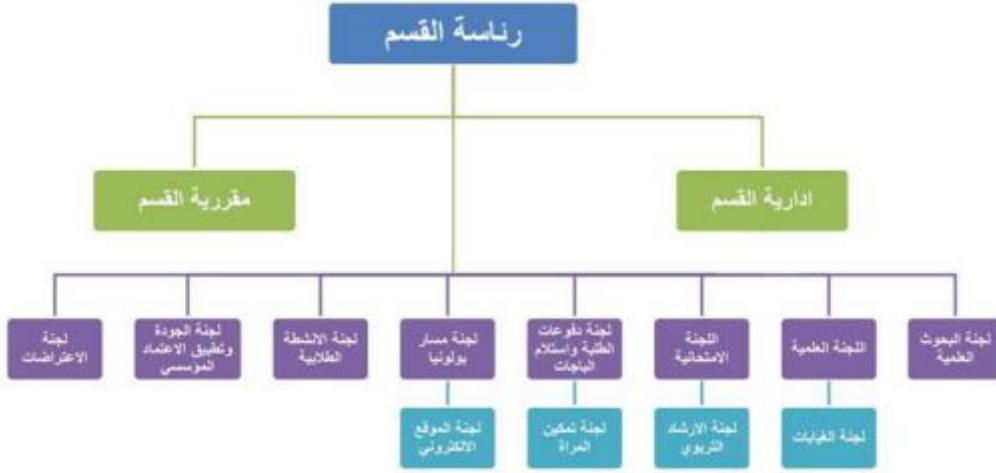 رئاسة القسم
ادارية القسم
مقررية القسم
لجنة البحوث
العلمية
اللجنة العلمية
اللجنة
الامتحانية
لجنة دفوعات
الطلبة واستلام
الباجات
لجنة مسار
بولونيا
لجنة الانشطة
الطلابية
لجنة الجودة
وتطبيق الاعتماد
المؤسسي
لجنة
الاعتراضات
لجنة الغيابات
لجنة الارشاد
التربوي
لجنة تمكين
المراة
لجنة الموقع
الالكتروني